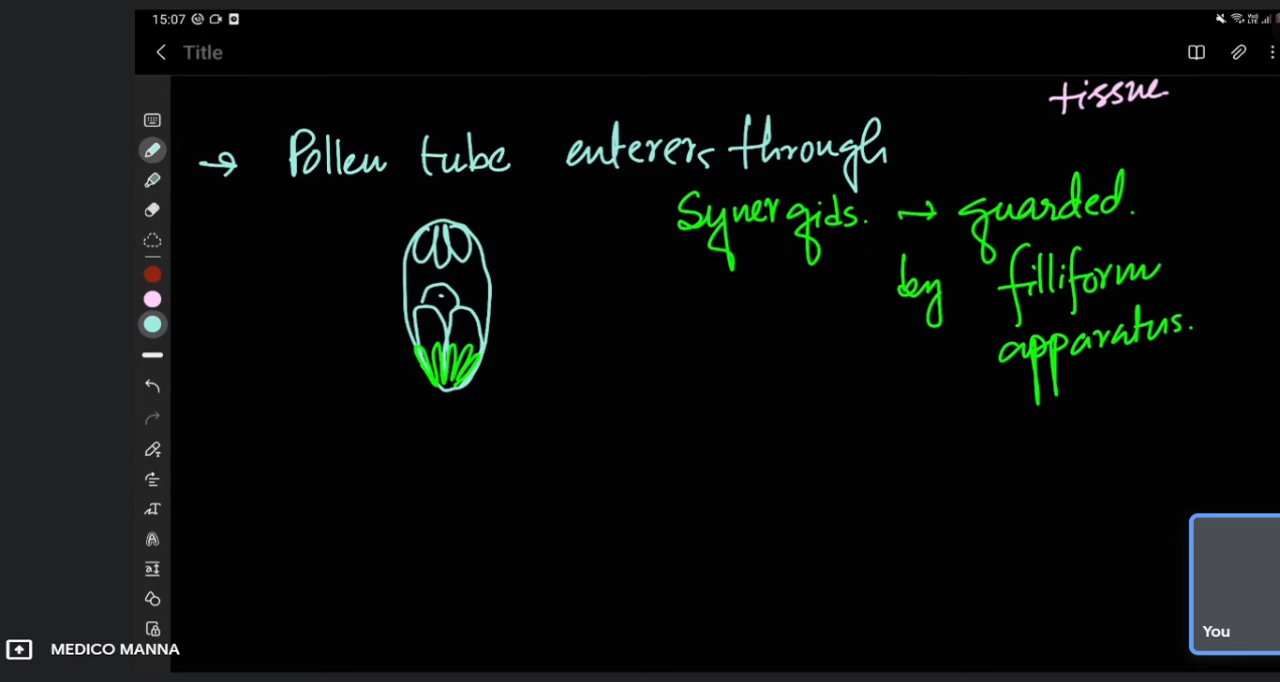 15:07
Title
tissue
→ Pollen tube enterers through
Synergids. → guarded.
by filliform
apparatus.
You
MEDICO MANNA